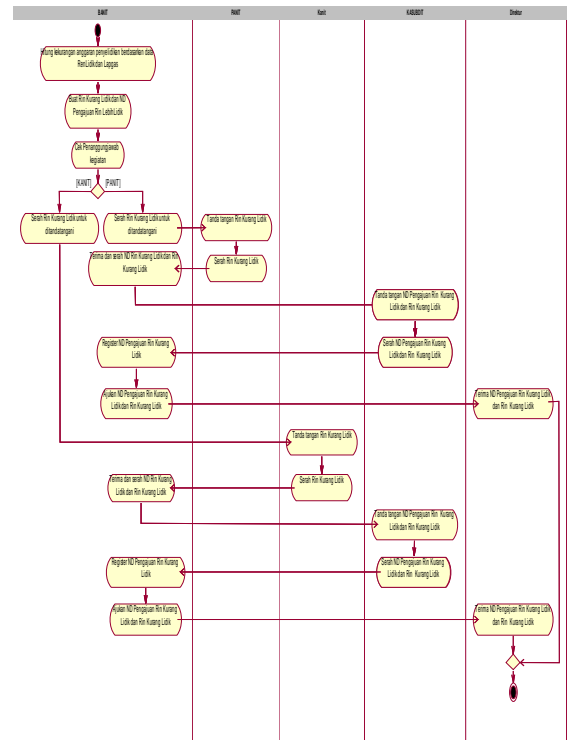 BANIT PANIT Kanit KASUBDIT Direktur
Hitung kekurangan anggaran penyelidikan berdasarkan data
RenLidik dan Lapgas
Buat Rin Kurang Lidik dan ND
Pengajuan Rin Lebih Lidik
Cek Penanggungjawab
kegiatan
[KANIT] [PANIT]
Serah Rin Kurang Lidik untuk
ditandatangani
Serah Rin Kurang Lidik untuk
ditandatangani
Tanda tangan Rin Kurang Lidik
Terima dan serah ND Rin Kurang Lidik dan Rin
Kurang Lidik
Serah Rin Kurang Lidik
Tanda tangan ND Pengajuan Rin Kurang
Lidik dan Rin Kurang Lidik
Register ND Pengajuan Rin Kurang
Lidik
Serah ND Pengajuan Rin Kurang
Lidik dan Rin Kurang Lidik
Ajukan ND Pengajuan Rin Kurang
Lidik dan Rin Kurang Lidik
Terima ND Pengajuan Rin Kurang Lidik
dan Rin Kurang Lidik
Tanda tangan Rin Kurang Lidik
Terima dan serah ND Rin Kurang
Lidik dan Rin Kurang Lidik
Serah Rin Kurang Lidik
Tanda tangan ND Pengajuan Rin Kurang
Lidik dan Rin Kurang Lidik
Register ND Pengajuan Rin Kurang
Lidik
Serah ND Pengajuan Rin Kurang
Lidik dan Rin Kurang Lidik
Ajukan ND Pengajuan Rin Kurang
Lidik dan Rin Kurang Lidik
Terima ND Pengajuan Rin Kurang Lidik
dan Rin Kurang Lidik